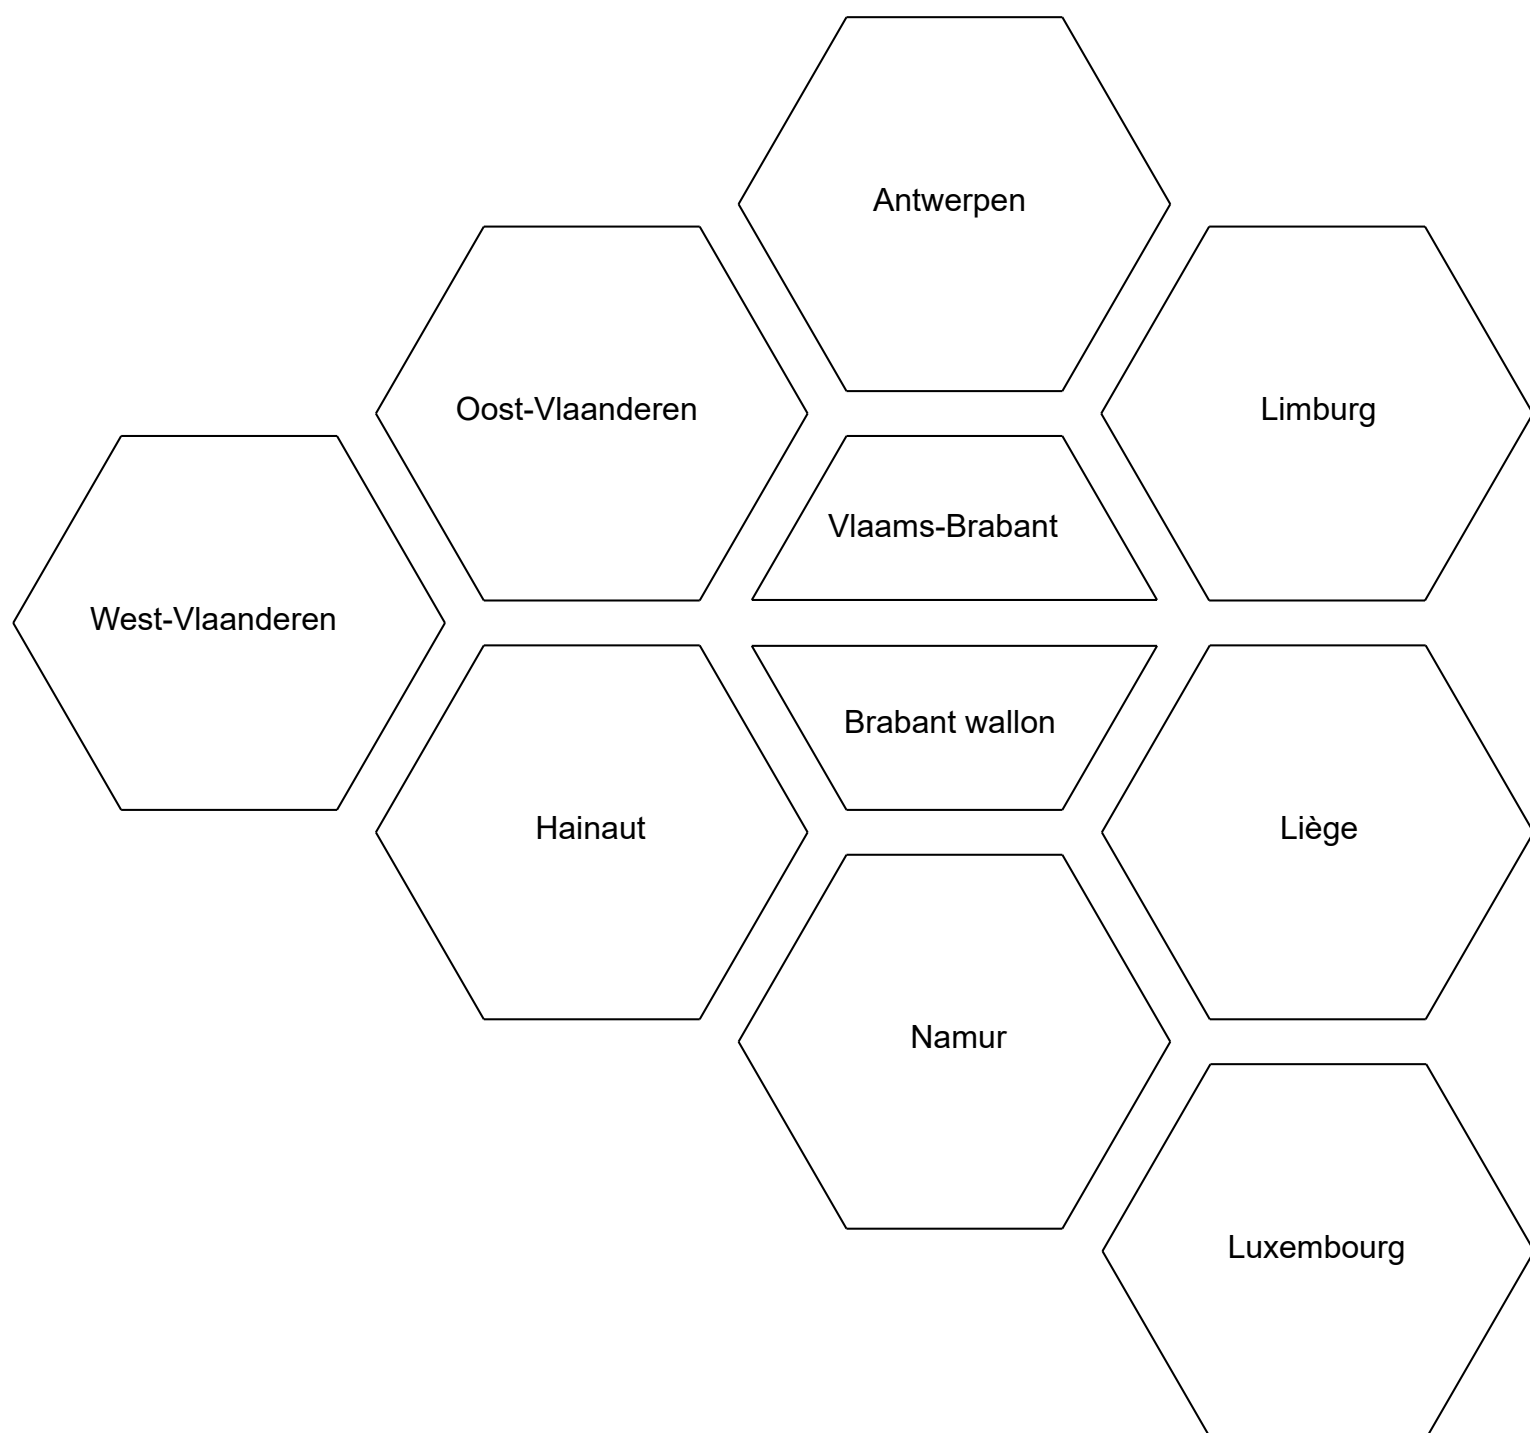 Antwerpen
Oost-Vlaanderen
Limburg
Vlaams-Brabant
West-Vlaanderen
Brabant wallon
Hainaut
Liège
Namur
Luxembourg